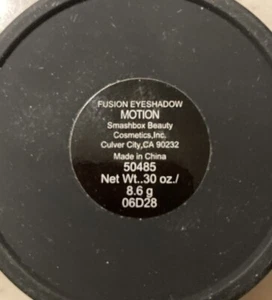 FUSION EYESHADOW
MOTION
Smashbox Beauty
Cosmetics,Inc.
Culver City,CA 90232
Made in China
50485
Net Wt..30 oz./
8.6 g
06D28